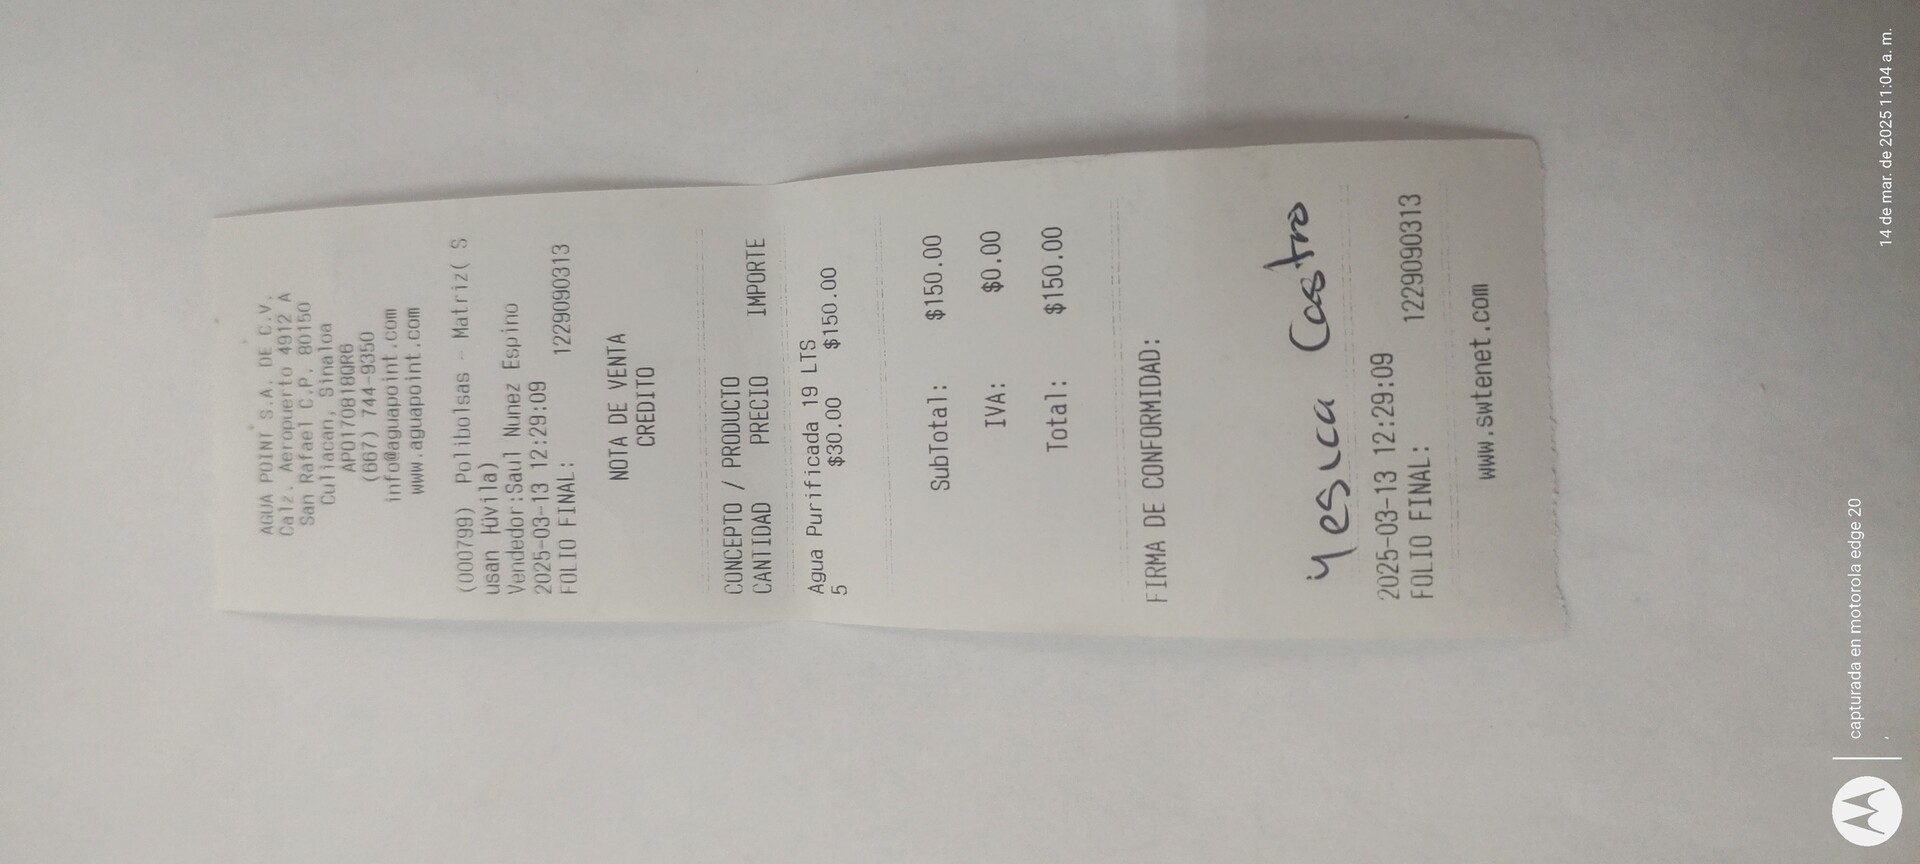 AGUA POINT S.A. DE C.V.
Calz. Aeropuerto 4912 A
San Rafael C.P. 80150
Culiacan, Sinaloa
APO170818QR6
(667) 744-9350
info@aguapoint.com
www.aguapoint.com
(000799) Polibolsas - Matriz( S
usan Hüvila)
Vendedor:Saul Nunez Espino
2025-03-13 12:29:09
FOLIO FINAL: 1229090313
NOTA DE VENTA
CREDITO
CONCEPTO / PRODUCTO
CANTIDAD PRECIO IMPORTE
Agua Purificada 19 LTS
5 $30.00 $150.00
SubTotal: $150.00
IVA: $0.00
Total: $150.00
FIRMA DE CONFORMIDAD:
Yesica Castro
2025-03-13 12:29:09
FOLIO FINAL: 1229090313
www.swtenet.com
capturada en motorola edge 20
,
14 de mar. de 2025 11:04 a. m.